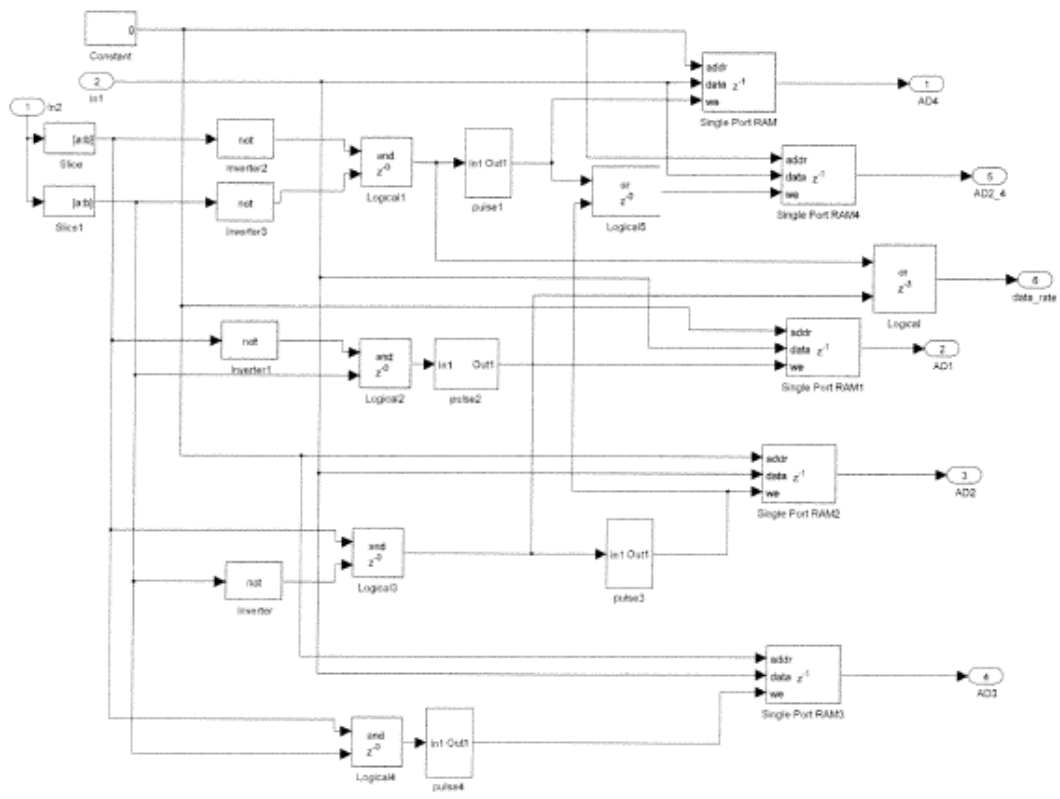 0
Constant
2
In1
1
In2
[a:b]
Slice
[a:b]
Slice1
not
Inverter2
not
Inverter3
and
z-0
Logical1
In1 Out1
pulse1
or
z-0
Logical5
addr
data z-1
we
Single Port RAM
1
AD4
addr
data z-1
we
Single Port RAM4
5
AD2_4
or
z-3
Logical
6
data_rate
not
Inverter1
and
z-0
Logical2
In1 Out1
pulse2
addr
data z-1
we
Single Port RAM1
2
AD1
addr
data z-1
we
Single Port RAM2
3
AD2
and
z-0
Logical3
not
Inverter
In1 Out1
pulse3
addr
data z-1
we
Single Port RAM3
4
AD3
and
z-0
Logical4
In1 Out1
pulse4